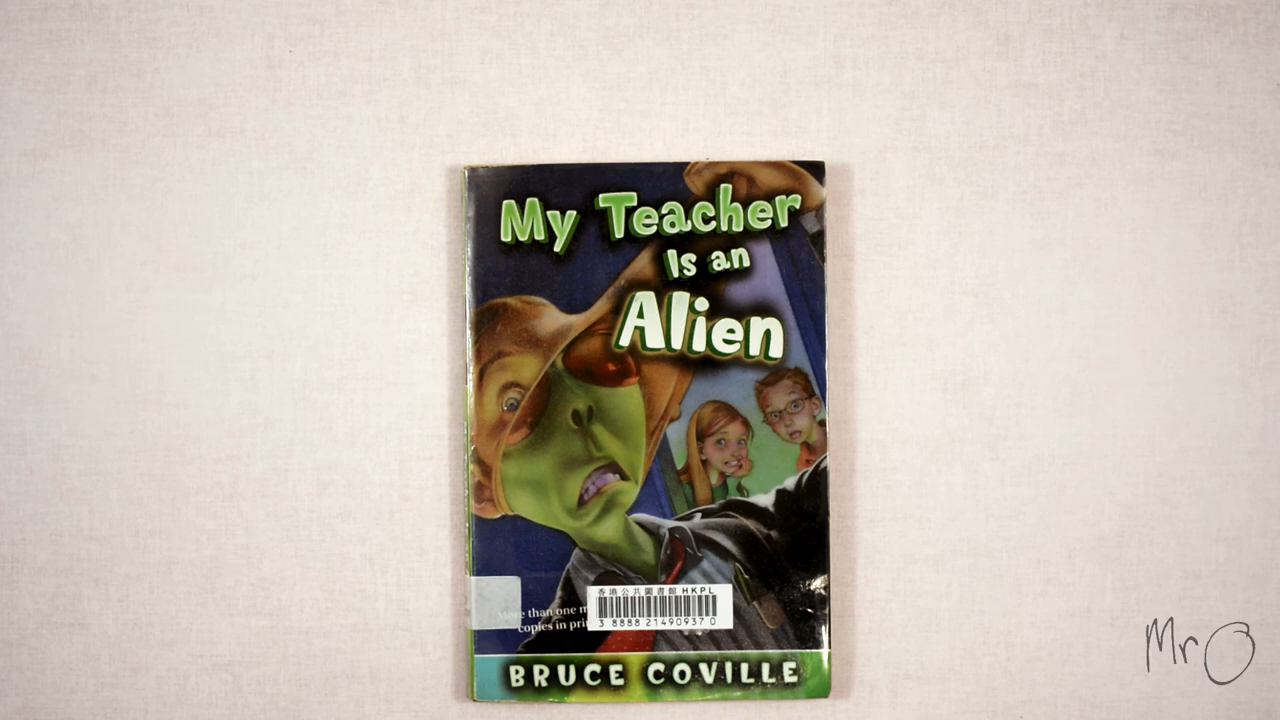 My Teacher
Is an
Alien
More than one m
copies in prin
香港公共圖書館 HKPL
3 8888 21490937 0
BRUCE COVILLE
Mr O